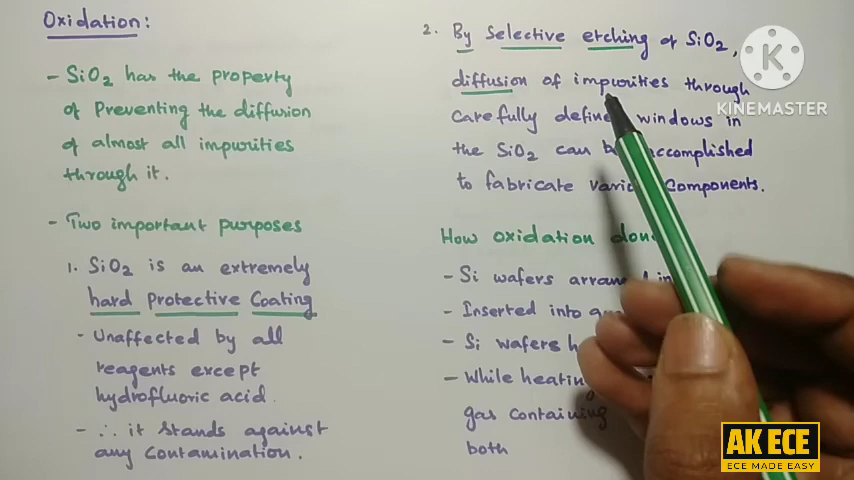 Oxidation:
- SiO2 has the property
of Preventing the diffusion
of almost all impurities
through it.
- Two important purposes
1. SiO2 is an extremely
hard Protective Coating
- Unaffected by all
reagents except
hydrofluoric acid.
- ∴ it stands against
any Contamination.
2. By Selective etching of SiO2,
diffusion of impurities through
Carefully define windows in
the SiO2 can accomplished
to fabricate Components.
How oxidation done
- Si wafers arranged in
- Inserted into
- Si wafers
- While heating
gas containing
both
KINEMASTER
AK ECE
ECE MADE EASY